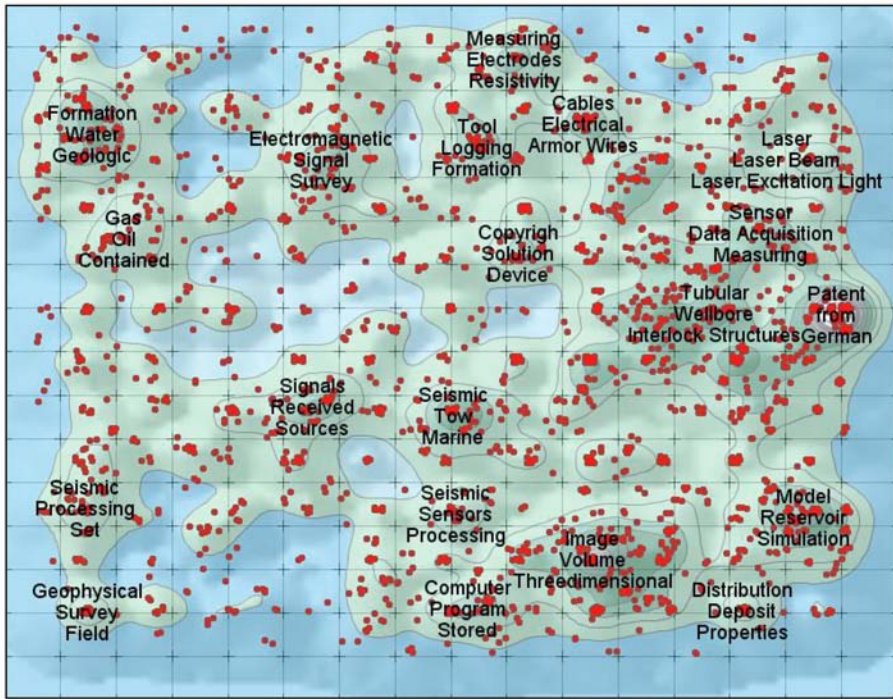 Measuring
Electrodes
Resistivity
Formation
Water
Geologic
Cables
Electrical
Armor Wires
Electromagnetic
Signal
Survey
Tool
Logging
Formation
Laser
Laser Beam
Laser Excitation Light
Gas
Oil
Contained
Copyrigh
Solution
Device
Sensor
Data Acquisition
Measuring
Tubular
Wellbore
Interlock Structures
Patent
from
German
Signals
Received
Sources
Seismic
Tow
Marine
Seismic
Processing
Set
Seismic
Sensors
Processing
Model
Reservoir
Simulation
Image
Volume
Threedimensional
Geophysical
Survey
Field
Computer
Program
Stored
Distribution
Deposit
Properties